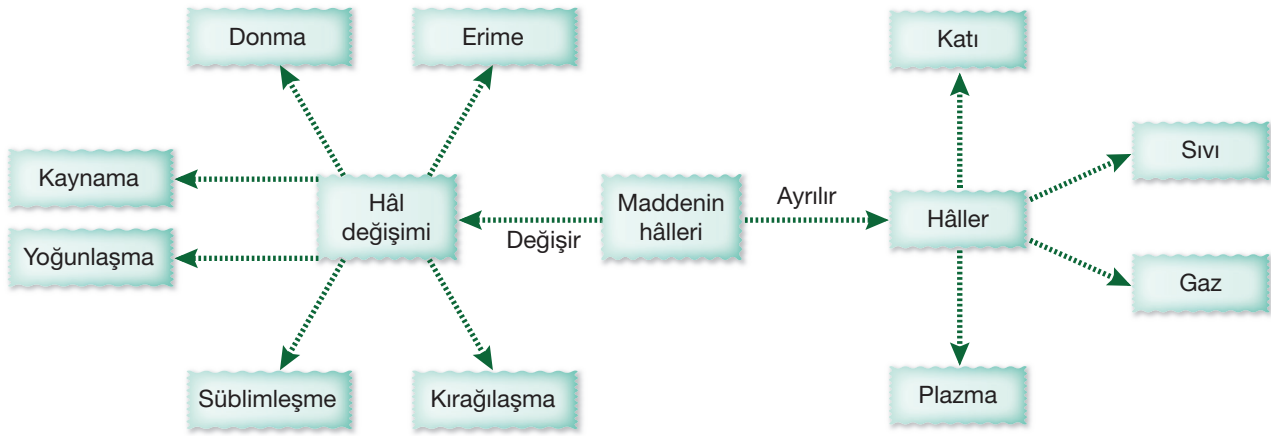 Donma
Erime
Katı
Kaynama
Sıvı
Hâl
değişimi
Değişir
Maddenin
hâlleri
Ayrılır
Hâller
Yoğunlaşma
Gaz
Süblimleşme
Kırağılaşma
Plazma